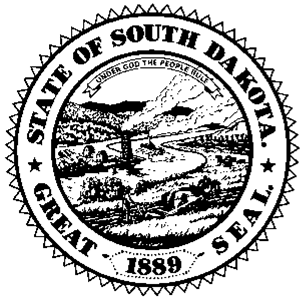 STATE OF SOUTH DAKOTA.
UNDER GOD THE PEOPLE RULE
GREAT SEAL.
1889